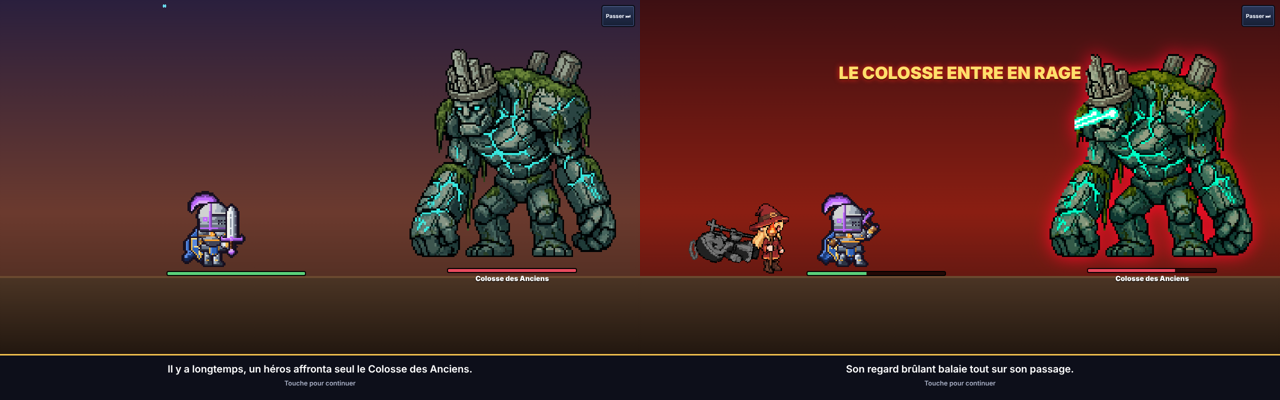 Passer ⏭
Colosse des Anciens
Il y a longtemps, un héros affronta seul le Colosse des Anciens.
Touche pour continuer
Passer ⏭
LE COLOSSE ENTRE EN RAGE
Colosse des Anciens
Son regard brûlant balaie tout sur son passage.
Touche pour continuer